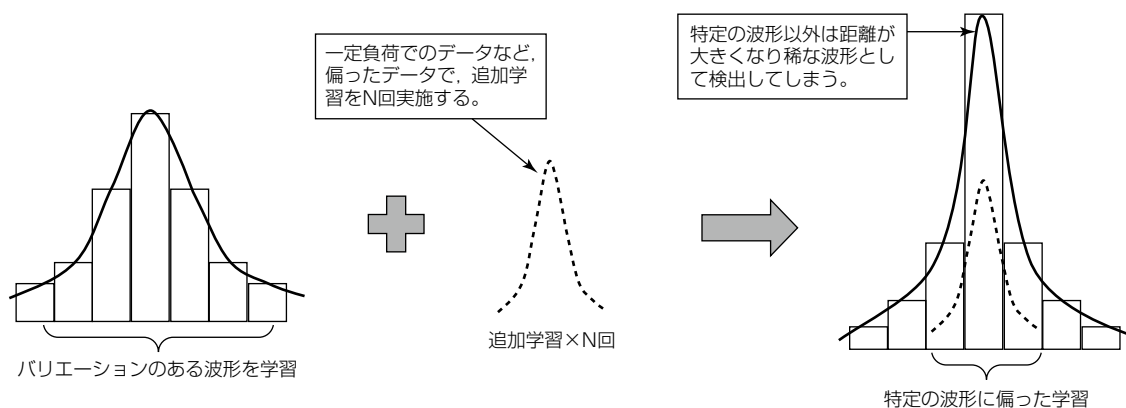 一定負荷でのデータなど,
偏ったデータで, 追加学
習をN回実施する。
特定の波形以外は距離が
大きくなり稀な波形とし
て検出してしまう。
バリエーションのある波形を学習
追加学習×N回
特定の波形に偏った学習